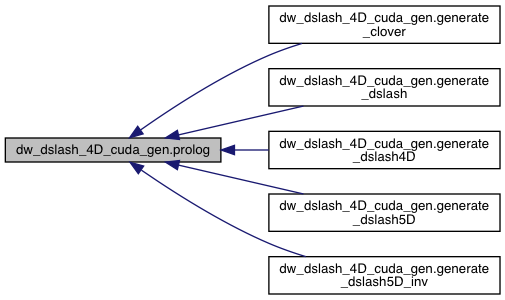 dw_dslash_4D_cuda_gen.generate
_clover
dw_dslash_4D_cuda_gen.generate
_dslash
dw_dslash_4D_cuda_gen.prolog
dw_dslash_4D_cuda_gen.generate
_dslash4D
dw_dslash_4D_cuda_gen.generate
_dslash5D
dw_dslash_4D_cuda_gen.generate
_dslash5D_inv